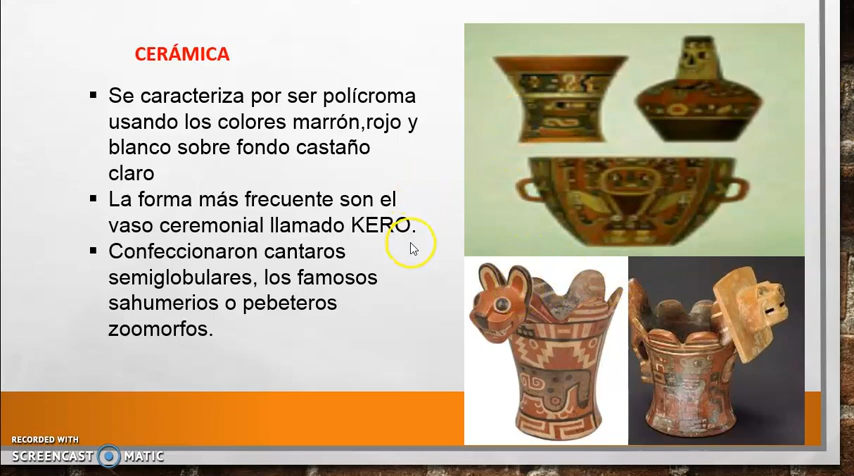 CERÁMICA
Se caracteriza por ser polícroma
usando los colores marrón,rojo y
blanco sobre fondo castaño
claro
La forma más frecuente son el
vaso ceremonial llamado KERO.
Confeccionaron cantaros
semiglobulares, los famosos
sahumerios o pebeteros
zoomorfos.
RECORDED WITH
SCREENCAST MATIC